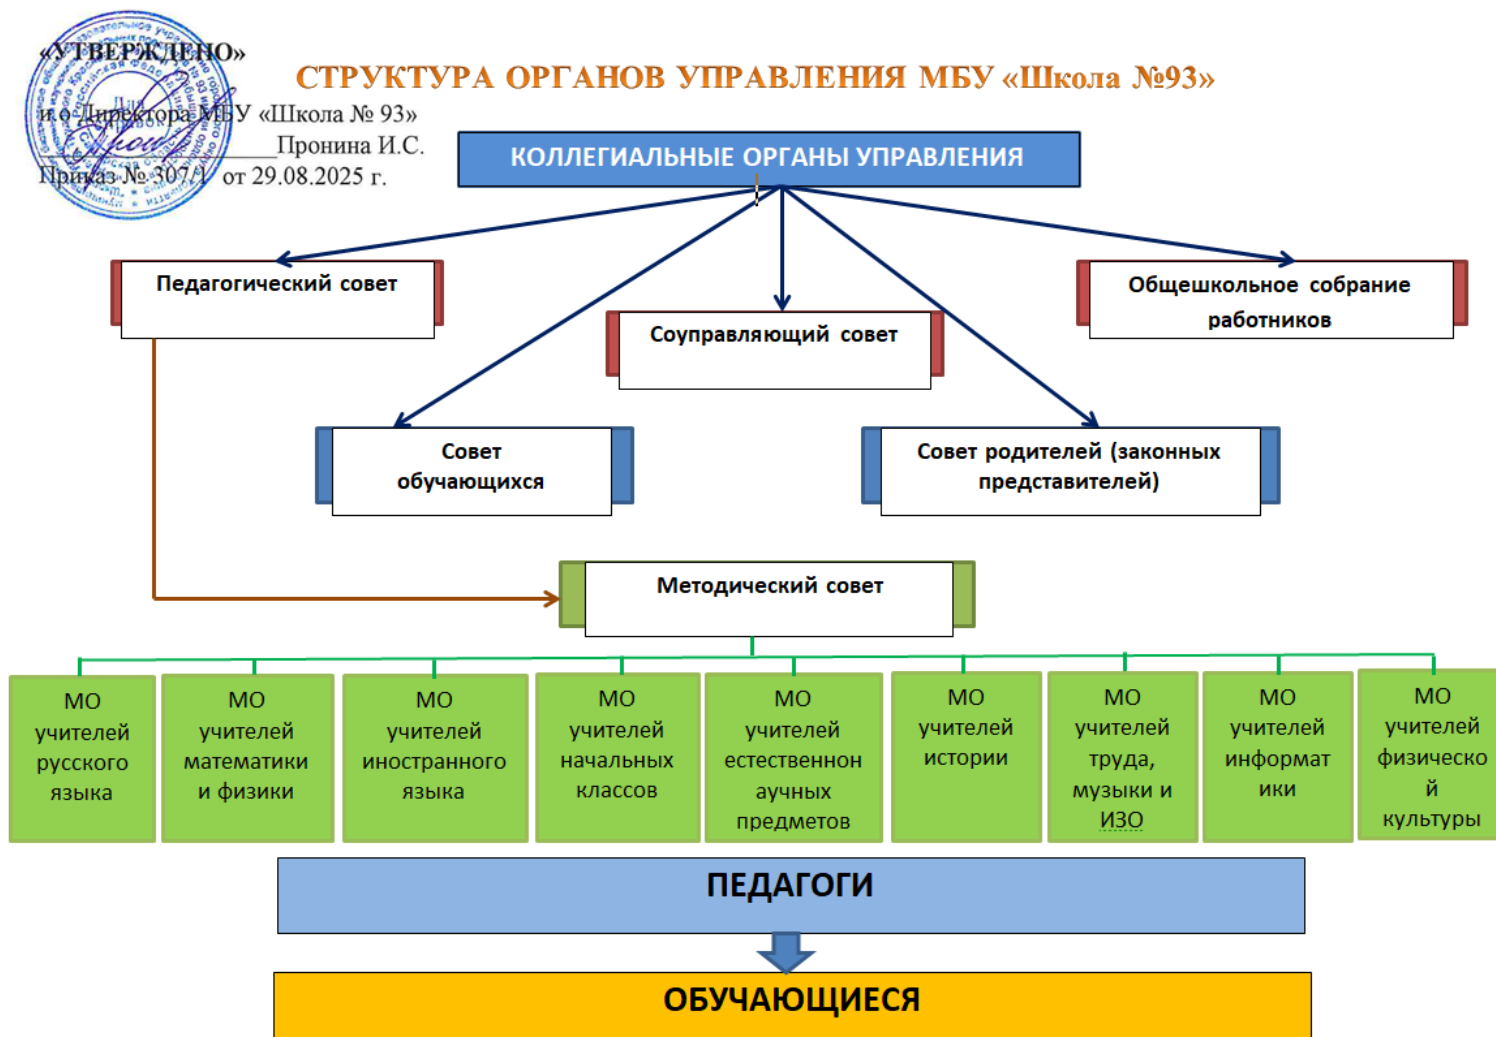 «УТВЕРЖДЕНО»
СТРУКТУРА ОРГАНОВ УПРАВЛЕНИЯ МБУ «Школа №93»
и.о Директора МБУ «Школа № 93»
Пронина И.С.
Приказ № 307/1 от 29.08.2025 г.
КОЛЛЕГИАЛЬНЫЕ ОРГАНЫ УПРАВЛЕНИЯ
Педагогический совет
Соуправляющий совет
Общешкольное собрание
работников
Совет
обучающихся
Совет родителей (законных
представителей)
Методический совет
МО
учителей
русского
языка
МО
учителей
математики
и физики
МО
учителей
иностранного
языка
МО
учителей
начальных
классов
МО
учителей
естественнон
аучных
предметов
МО
учителей
истории
МО
учителей
труда,
музыки и
ИЗО
МО
учителей
информат
ики
МО
учителей
физическо
й
культуры
ПЕДАГОГИ
ОБУЧАЮЩИЕСЯ